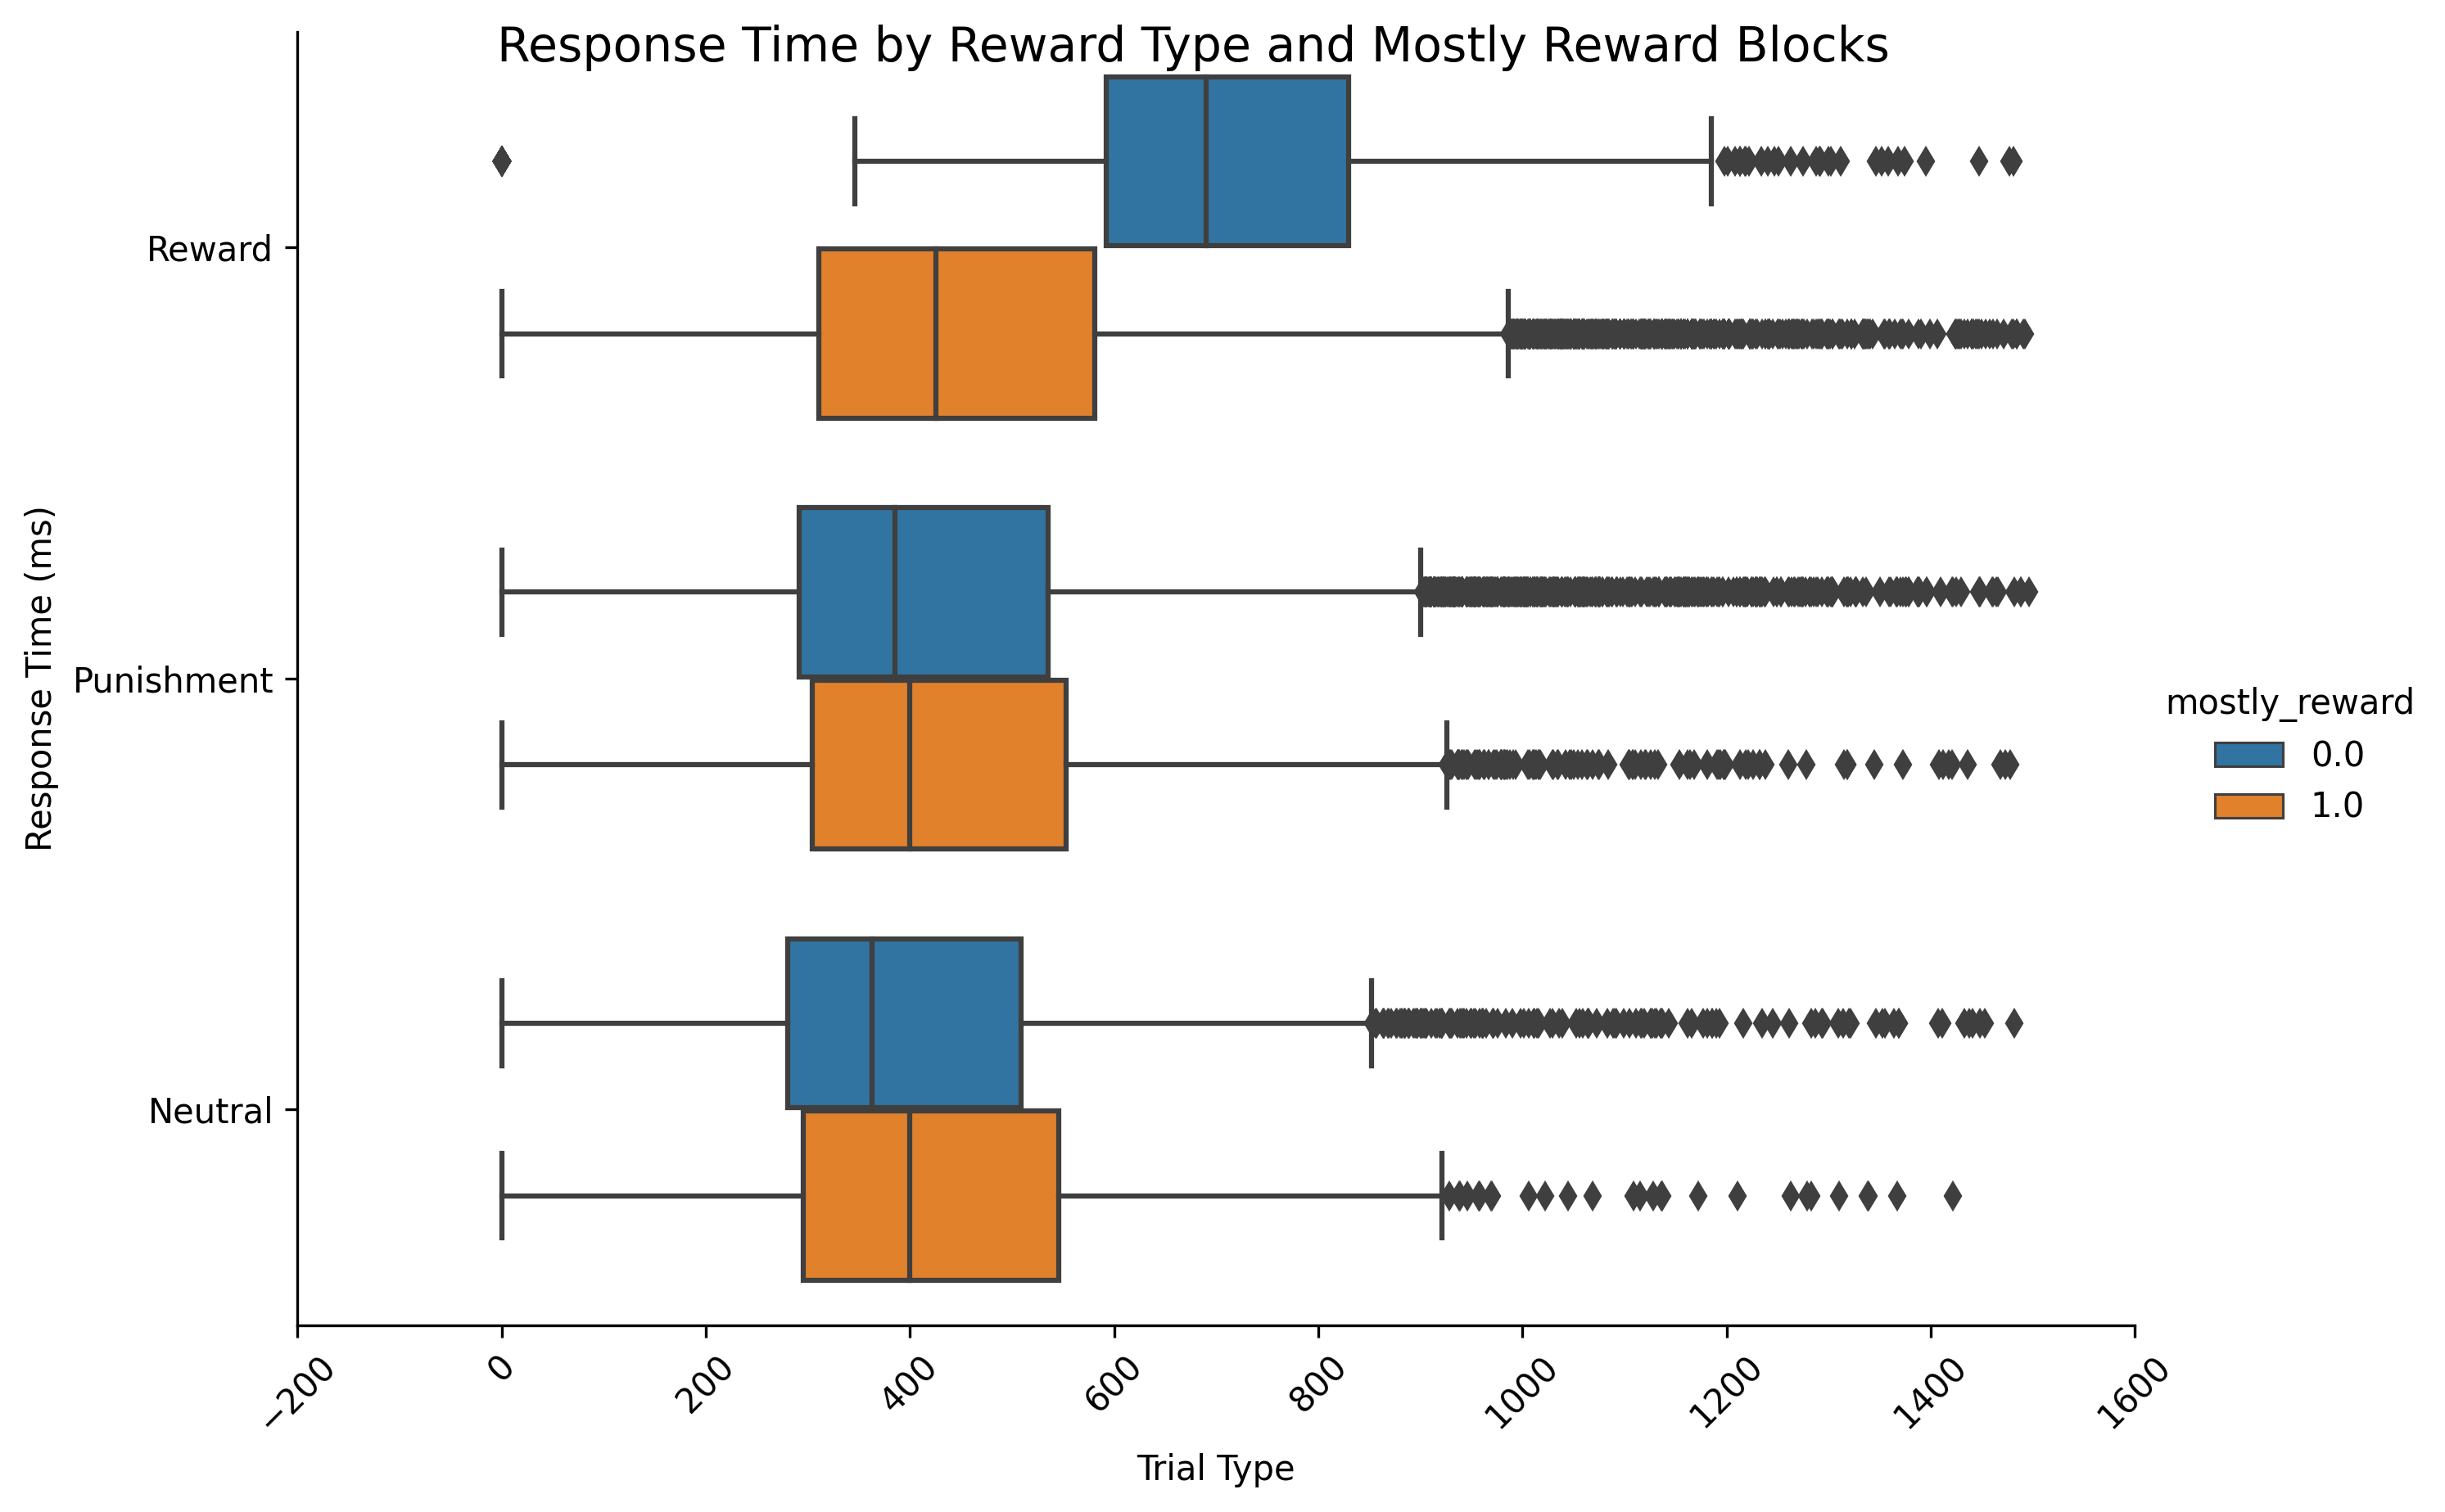 Response Time by Reward Type and Mostly Reward Blocks
Reward
Punishment
Neutral
Response Time (ms)
mostly_reward
0.0
1.0
−200
0
200
400
600
800
1000
1200
1400
1600
Trial Type